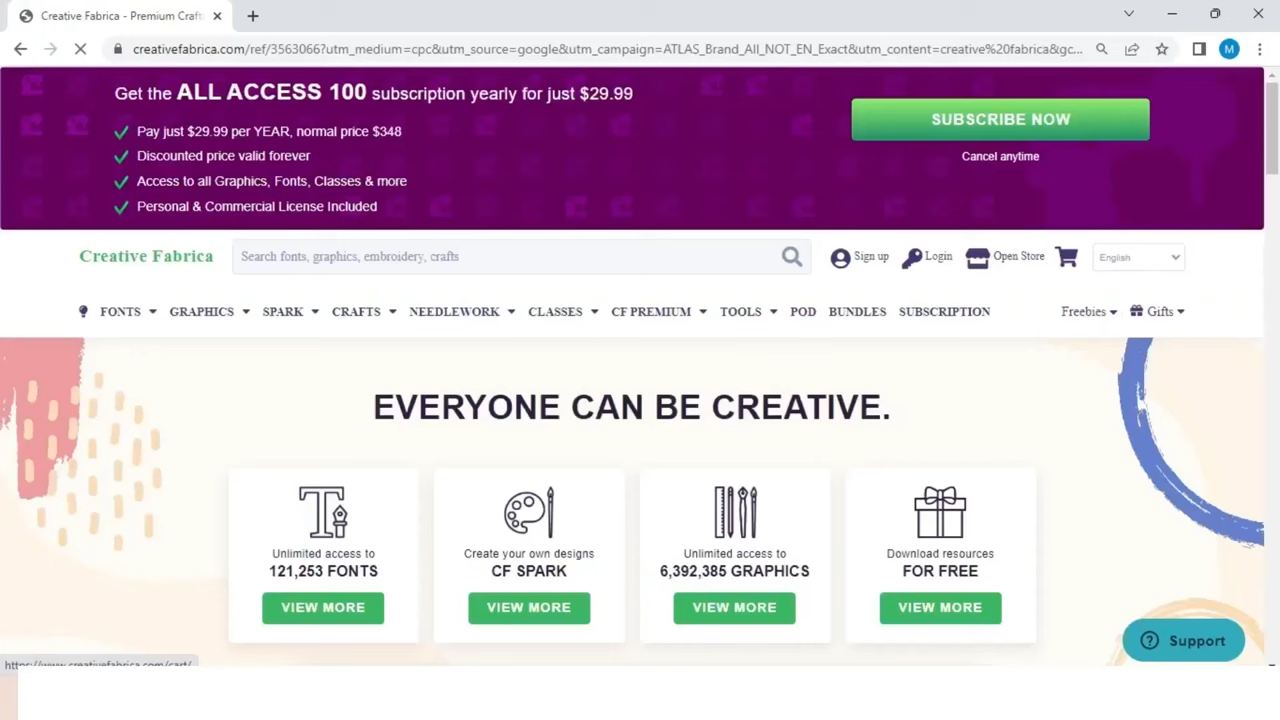 Creative Fabrica - Premium Craft
creativefabrica.com/ref/3563066?utm_medium=cpc&utm_source=google&utm_campaign=ATLAS_Brand_All_NOT_EN_Exact&utm_content=creative%20fabrica&gc...
M
Get the ALL ACCESS 100 subscription yearly for just $29.99
Pay just $29.99 per YEAR, normal price $348
Discounted price valid forever
Access to all Graphics, Fonts, Classes & more
Personal & Commercial License Included
SUBSCRIBE NOW
Cancel anytime
Creative Fabrica
Search fonts, graphics, embroidery, crafts
Sign up
Login
Open Store
English
FONTS GRAPHICS SPARK CRAFTS NEEDLEWORK CLASSES CF PREMIUM TOOLS POD BUNDLES SUBSCRIPTION Freebies Gifts
EVERYONE CAN BE CREATIVE.
Unlimited access to
121,253 FONTS
VIEW MORE
Create your own designs
CF SPARK
VIEW MORE
Unlimited access to
6,392,385 GRAPHICS
VIEW MORE
Download resources
FOR FREE
VIEW MORE
Support
https://www.creativefabrica.com/cart/